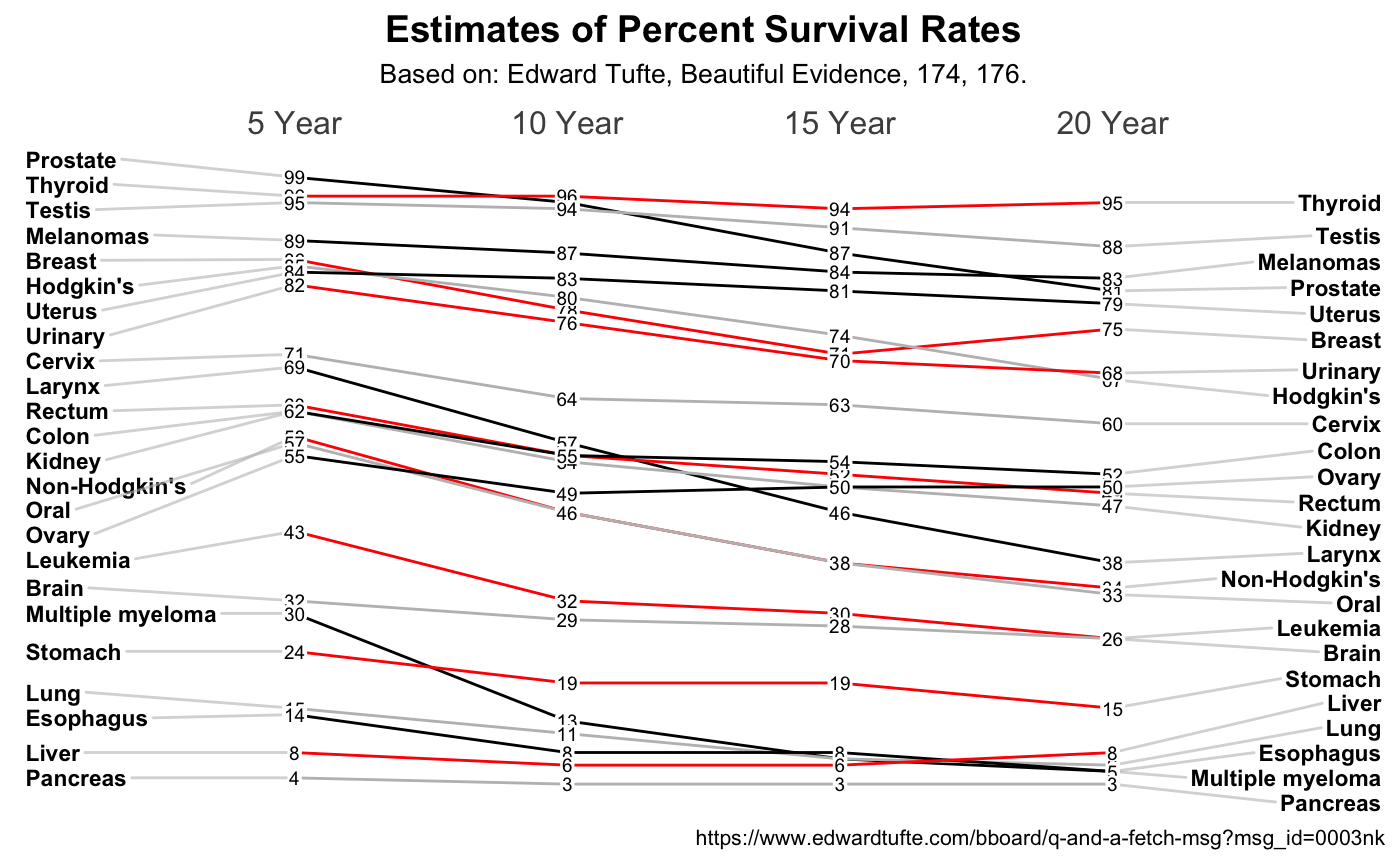 Estimates of Percent Survival Rates
Based on: Edward Tufte, Beautiful Evidence, 174, 176.
5 Year 10 Year 15 Year 20 Year
Prostate 99
Thyroid 96 96 94 95 Thyroid
Testis 95 94 91 88 Testis
Melanomas 89 87 84 83 Melanomas
Breast 87 81 Prostate
Hodgkin's 84 83 81 79 Uterus
Uterus 80 74 75 Breast
Urinary 82 78 70 68 Urinary
76 67 Hodgkin's
Cervix 71 64 63 60 Cervix
Larynx 69 57 54 52 Colon
Rectum 55 52 50 Ovary
Colon 62 54 50 Rectum
Kidney 47 Kidney
Non-Hodgkin's 57 49 46 38 Larynx
Oral 46 38 34 Non-Hodgkin's
Ovary 55 33 Oral
Leukemia 43 32 30 26 Leukemia
Brain 32 29 28 Brain
Multiple myeloma 30
Stomach 24 19 19 15 Stomach
13 8 Liver
Lung 11 8 Lung
Esophagus 14 8 5 Esophagus
Liver 8 6 6 Multiple myeloma
Pancreas 4 3 3 3 Pancreas
https://www.edwardtufte.com/bboard/q-and-a-fetch-msg?msg_id=0003nk